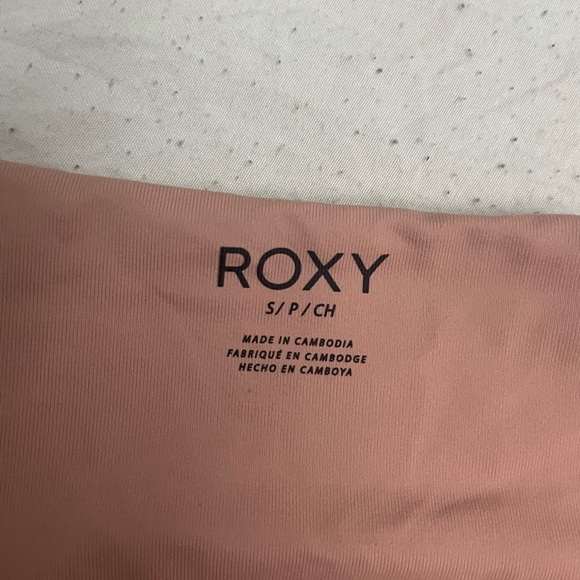 ROXY
S/ P / CH
MADE IN CAMBODIA
FABRIQUÉ EN CAMBODGE
HECHO EN CAMBOYA